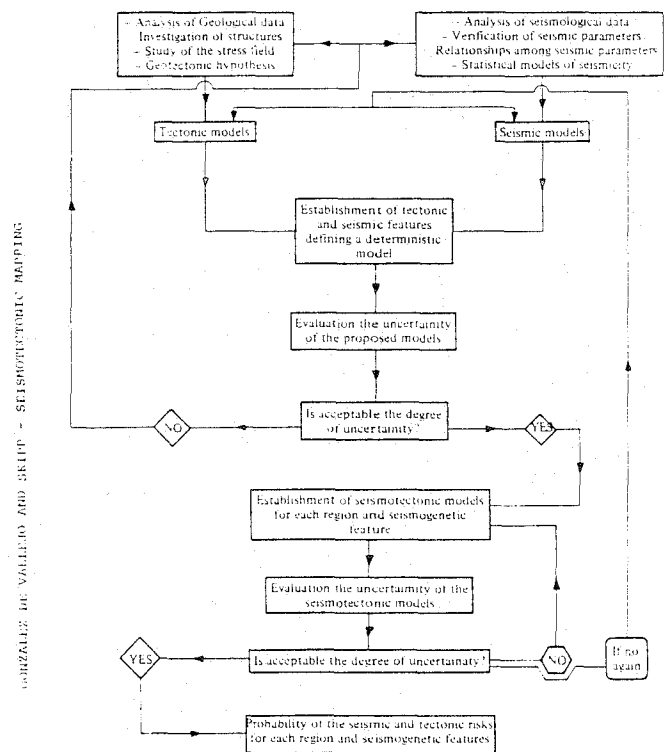 - Analysis of Geological data
Investigation of structures
- Study of the stress field
- Geotectonic hypothesis
- Analysis of seismological data
- Verification of seismic parameters
Relationships among seismic parameters
- Statistical models of seismicity
Tectonic models
Seismic models
Establishment of tectonic
and seismic features
defining a deterministic
model
Evaluation the uncertainity
of the proposed models
Is acceptable the degree
of uncertainity?
NO
YES
Establishment of seismotectonic models
for each region and seismogenetic
feature
Evaluation the uncertaimity of the
seismotectonic models
YES
Is acceptable the degree of uncertainaty?
NO
If no
again
Probability of the seismic and tectonic risks
for each region and seismogenetic features
GONZALEZ DE VALLEJO AND SKIPP - SEISMOTECTONIC MAPPING